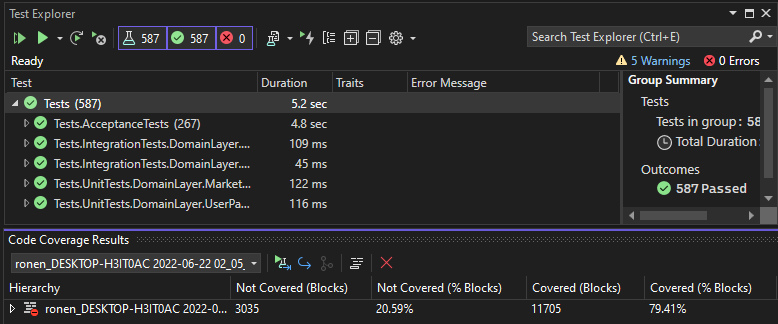 Test Explorer
587 587 0
Search Test Explorer (Ctrl+E)
Ready 5 Warnings 0 Errors
Test Duration Traits Error Message
Tests (587) 5.2 sec
Tests.AcceptanceTests (267) 4.8 sec
Tests.IntegrationTests.DomainLayer.... 109 ms
Tests.IntegrationTests.DomainLayer.... 45 ms
Tests.UnitTests.DomainLayer.Market... 122 ms
Tests.UnitTests.DomainLayer.UserPa... 116 ms
Group Summary
Tests
Tests in group: 58
Total Duration
Outcomes
587 Passed
Code Coverage Results
ronen_DESKTOP-H3IT0AC 2022-06-22 02_05_
Hierarchy Not Covered (Blocks) Not Covered (% Blocks) Covered (Blocks) Covered (% Blocks)
ronen_DESKTOP-H3IT0AC 2022-0... 3035 20.59% 11705 79.41%